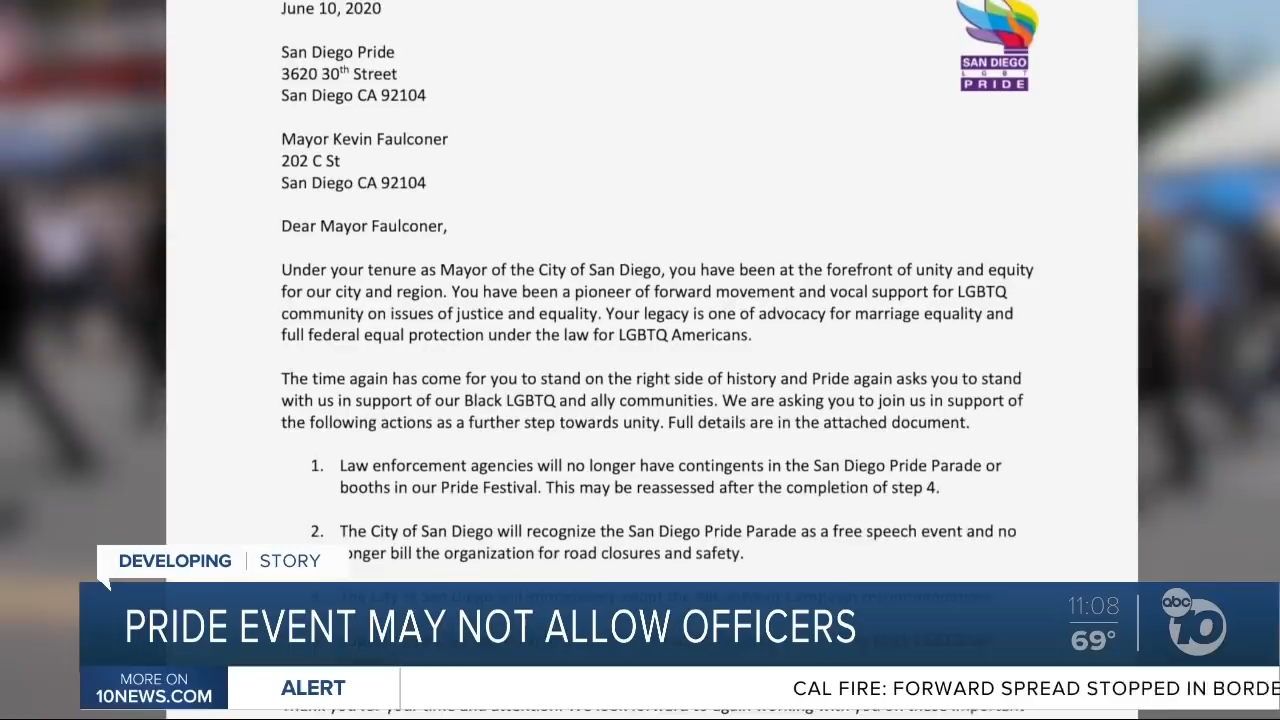 June 10, 2020
SAN DIEGO
L G B T
PRIDE
San Diego Pride
3620 30th Street
San Diego CA 92104
Mayor Kevin Faulconer
202 C St
San Diego CA 92104
Dear Mayor Faulconer,
Under your tenure as Mayor of the City of San Diego, you have been at the forefront of unity and equity
for our city and region. You have been a pioneer of forward movement and vocal support for LGBTQ
community on issues of justice and equality. Your legacy is one of advocacy for marriage equality and
full federal equal protection under the law for LGBTQ Americans.
The time again has come for you to stand on the right side of history and Pride again asks you to stand
with us in support of our Black LGBTQ and ally communities. We are asking you to join us in support of
the following actions as a further step towards unity. Full details are in the attached document.
1. Law enforcement agencies will no longer have contingents in the San Diego Pride Parade or
booths in our Pride Festival. This may be reassessed after the completion of step 4.
2. The City of San Diego will recognize the San Diego Pride Parade as a free speech event and no
onger bill the organization for road closures and safety.
DEVELOPING | STORY
PRIDE EVENT MAY NOT ALLOW OFFICERS
11:08
69°
abc 10
MORE ON
10NEWS.COM
ALERT
CAL FIRE: FORWARD SPREAD STOPPED IN BORDE